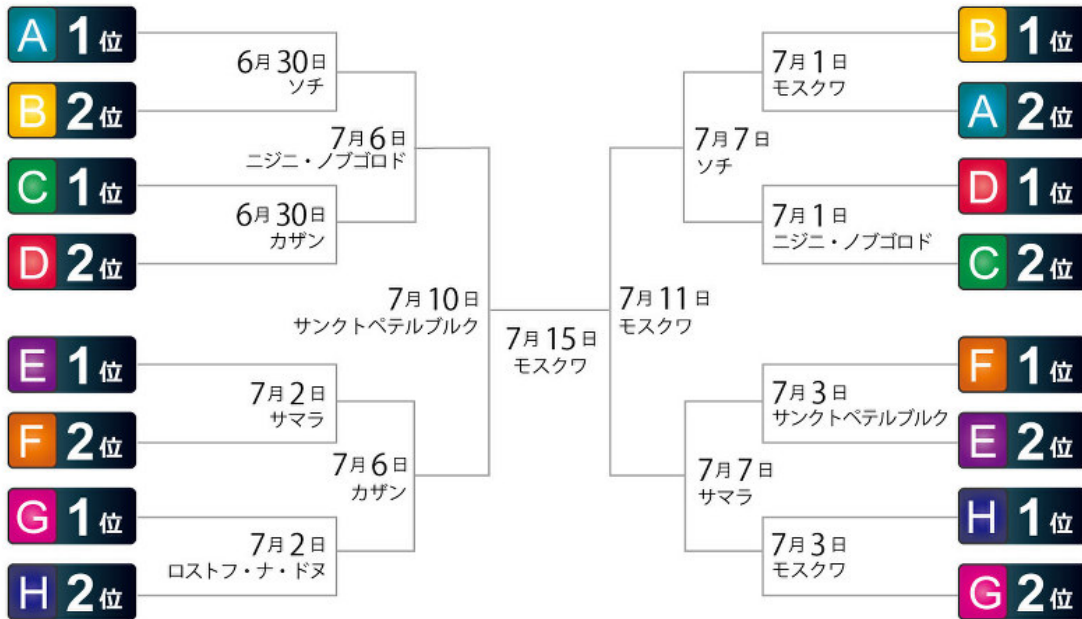 A 1位
B 2位
C 1位
D 2位
E 1位
F 2位
G 1位
H 2位
6月30日
ソチ
6月30日
カザン
7月2日
サマラ
7月2日
ロストフ・ナ・ドヌ
7月6日
ニジニ・ノブゴロド
7月6日
カザン
7月10日
サンクトペテルブルク
7月15日
モスクワ
7月11日
モスクワ
7月7日
ソチ
7月7日
サマラ
7月1日
モスクワ
7月1日
ニジニ・ノブゴロド
7月3日
サンクトペテルブルク
7月3日
モスクワ
B 1位
A 2位
D 1位
C 2位
F 1位
E 2位
H 1位
G 2位